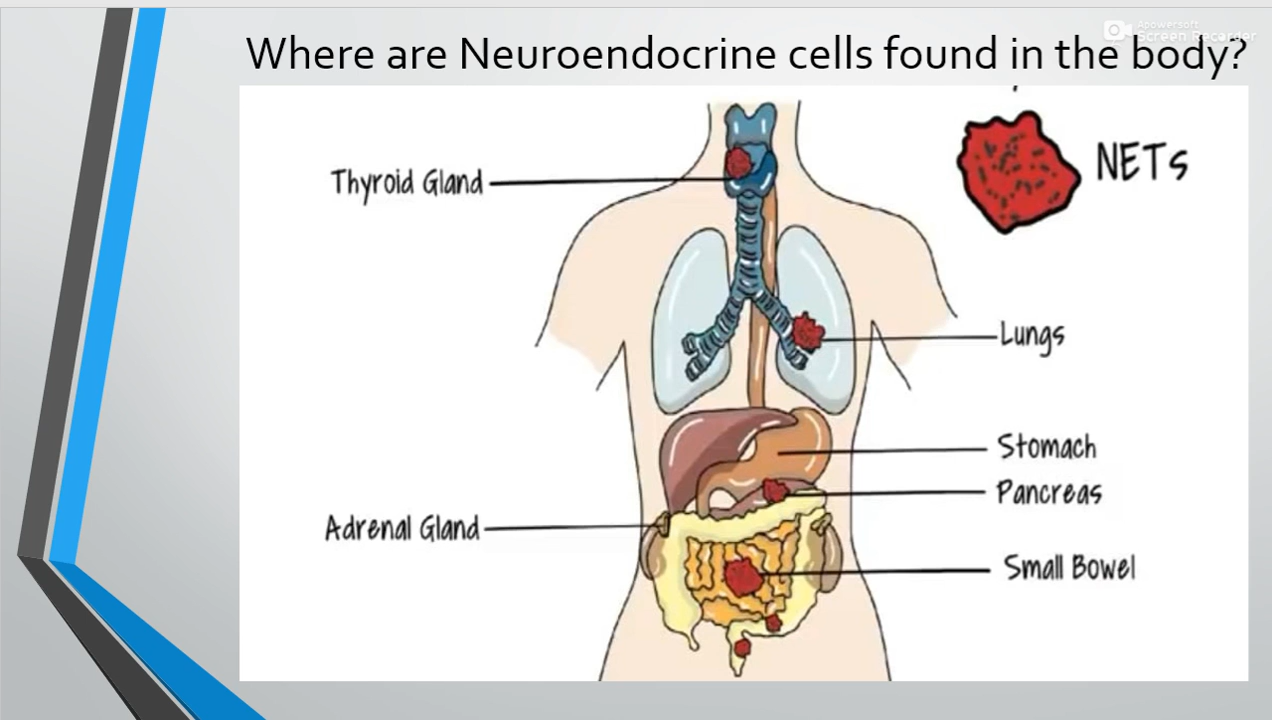 Apowersoft
Screen Recorder
Where are Neuroendocrine cells found in the body?
NETs
Thyroid Gland
Lungs
Stomach
Pancreas
Adrenal Gland
Small Bowel